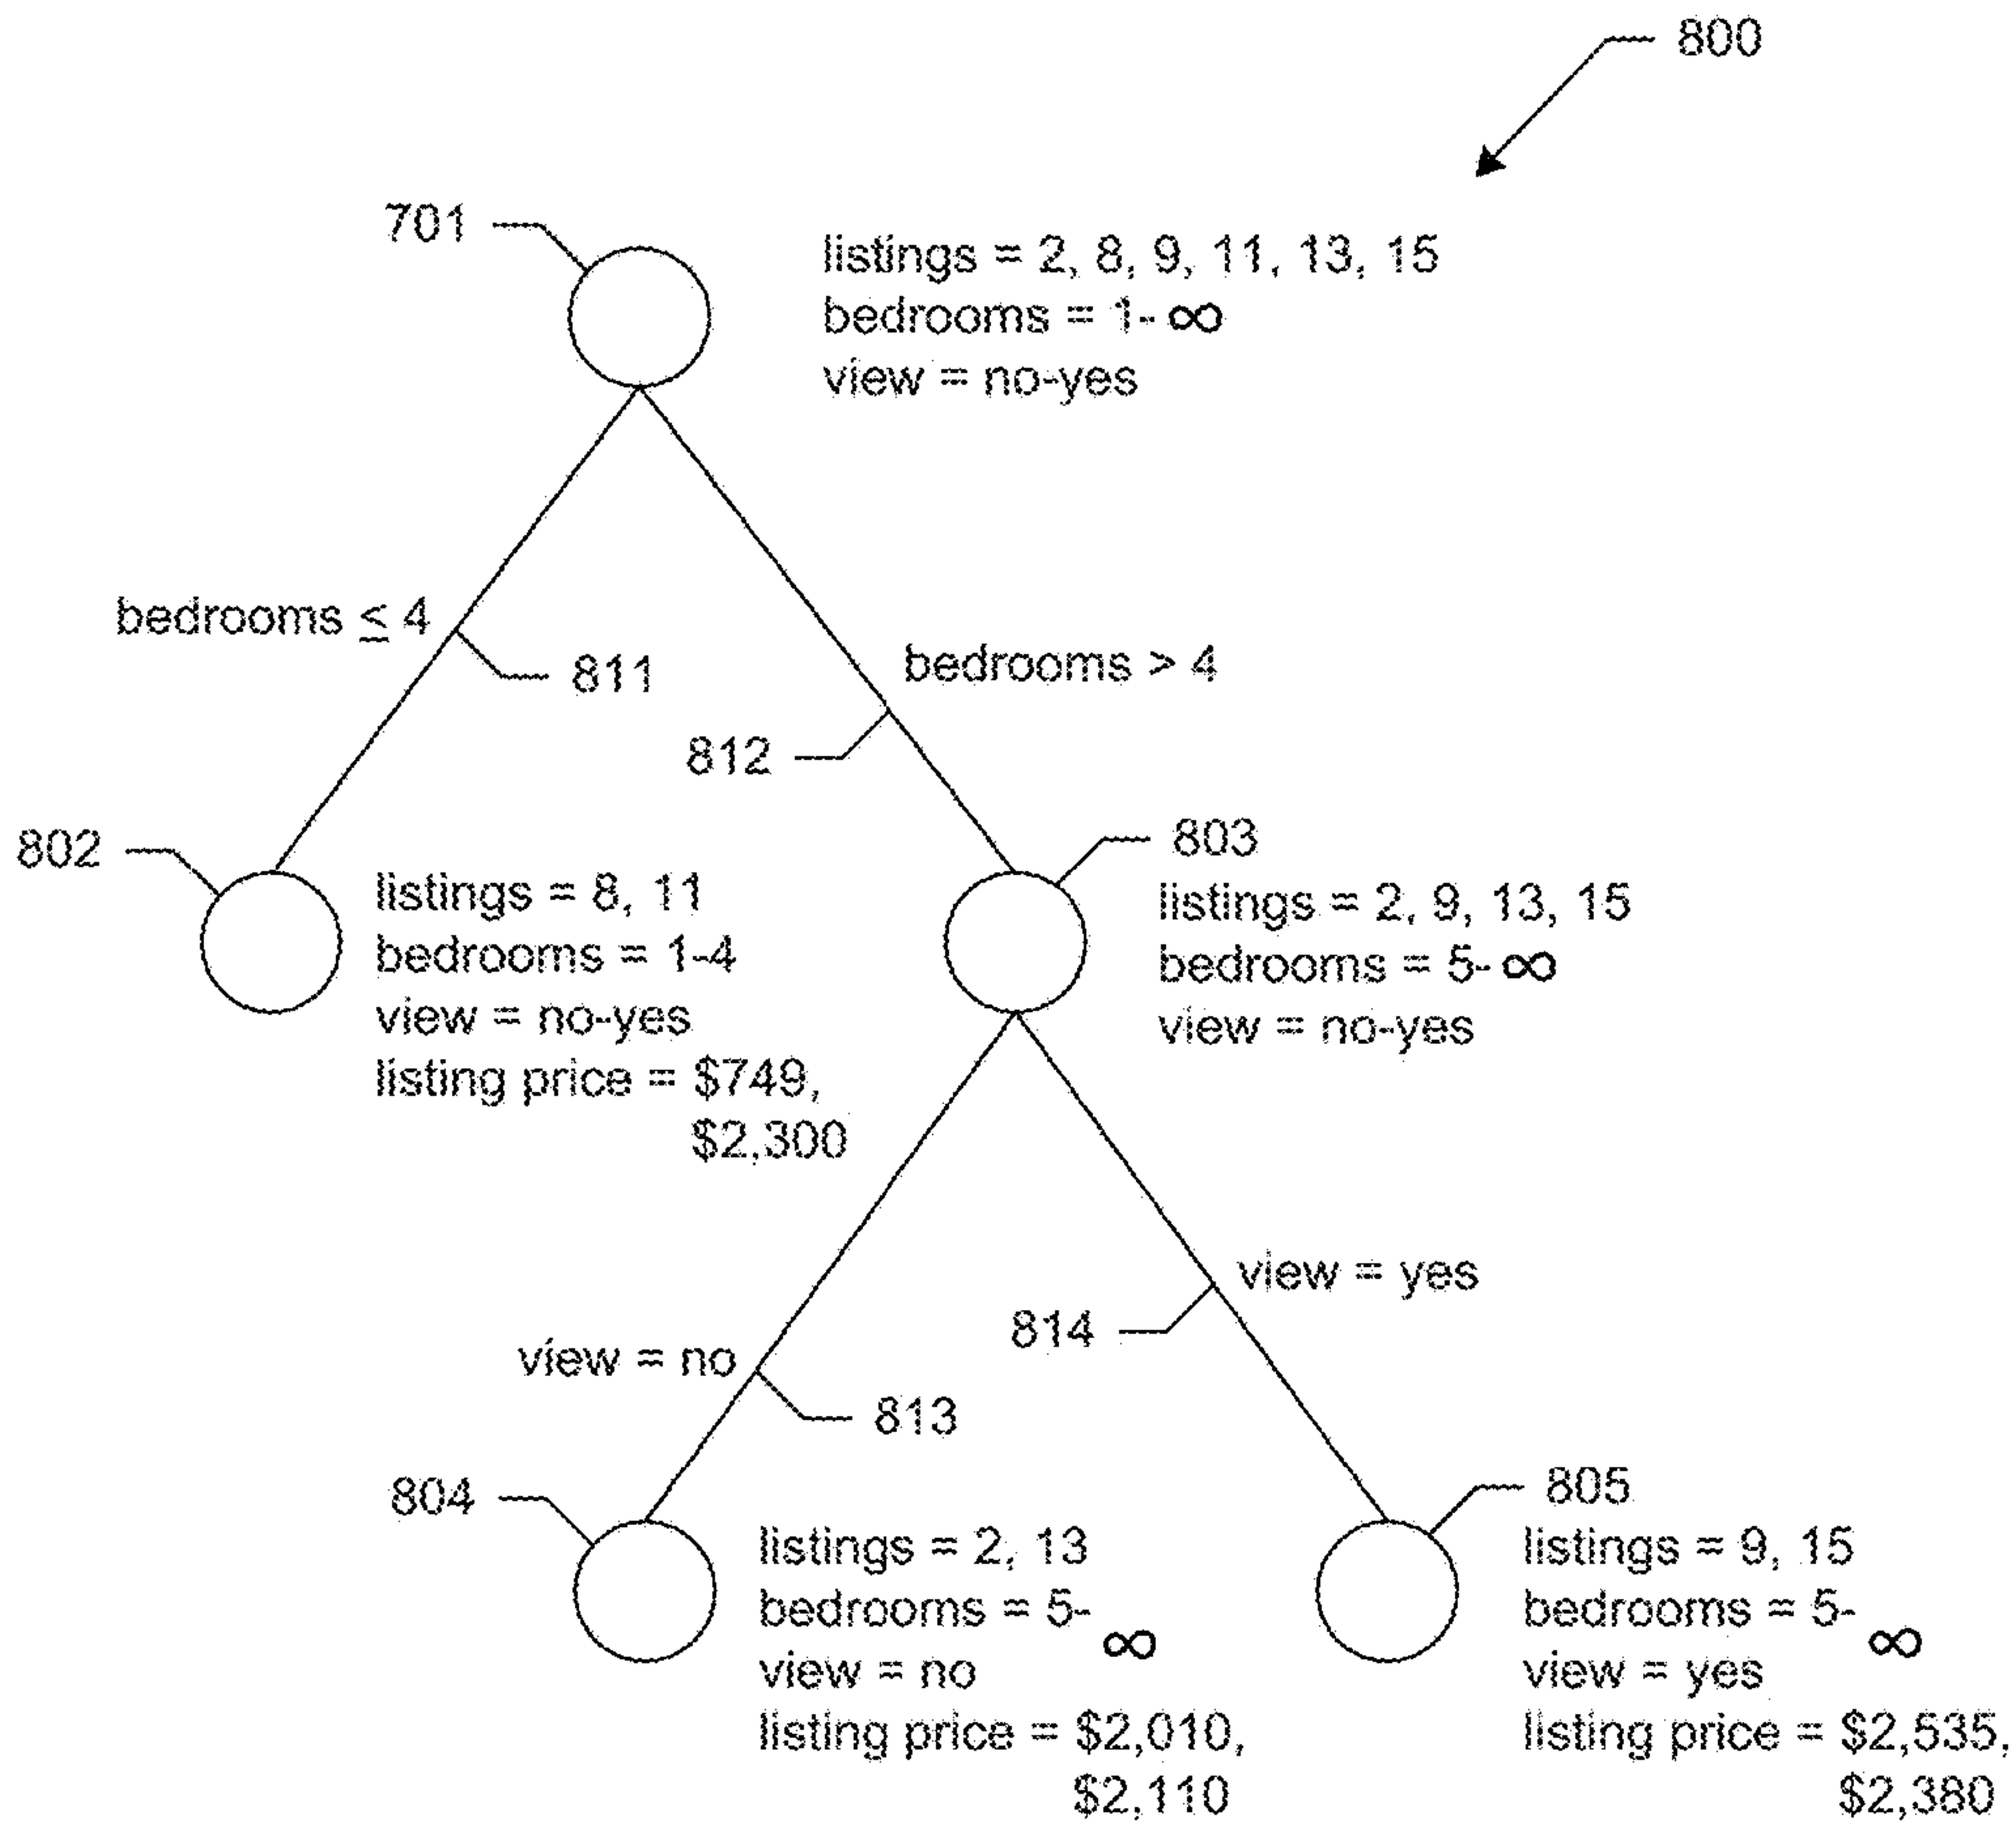 800
701
listings = 2, 8, 9, 11, 13, 15
bedrooms = 1- ∞
view = no-yes
bedrooms ≤ 4
811
bedrooms > 4
812
802
listings = 8, 11
bedrooms = 1-4
view = no-yes
listing price = $749,
$2,300
803
listings = 2, 9, 13, 15
bedrooms = 5- ∞
view = no-yes
view = yes
814
view = no
813
804
listings = 2, 13
bedrooms = 5- ∞
view = no
listing price = $2,010,
$2,110
805
listings = 9, 15
bedrooms = 5- ∞
view = yes
listing price = $2,535,
$2,380